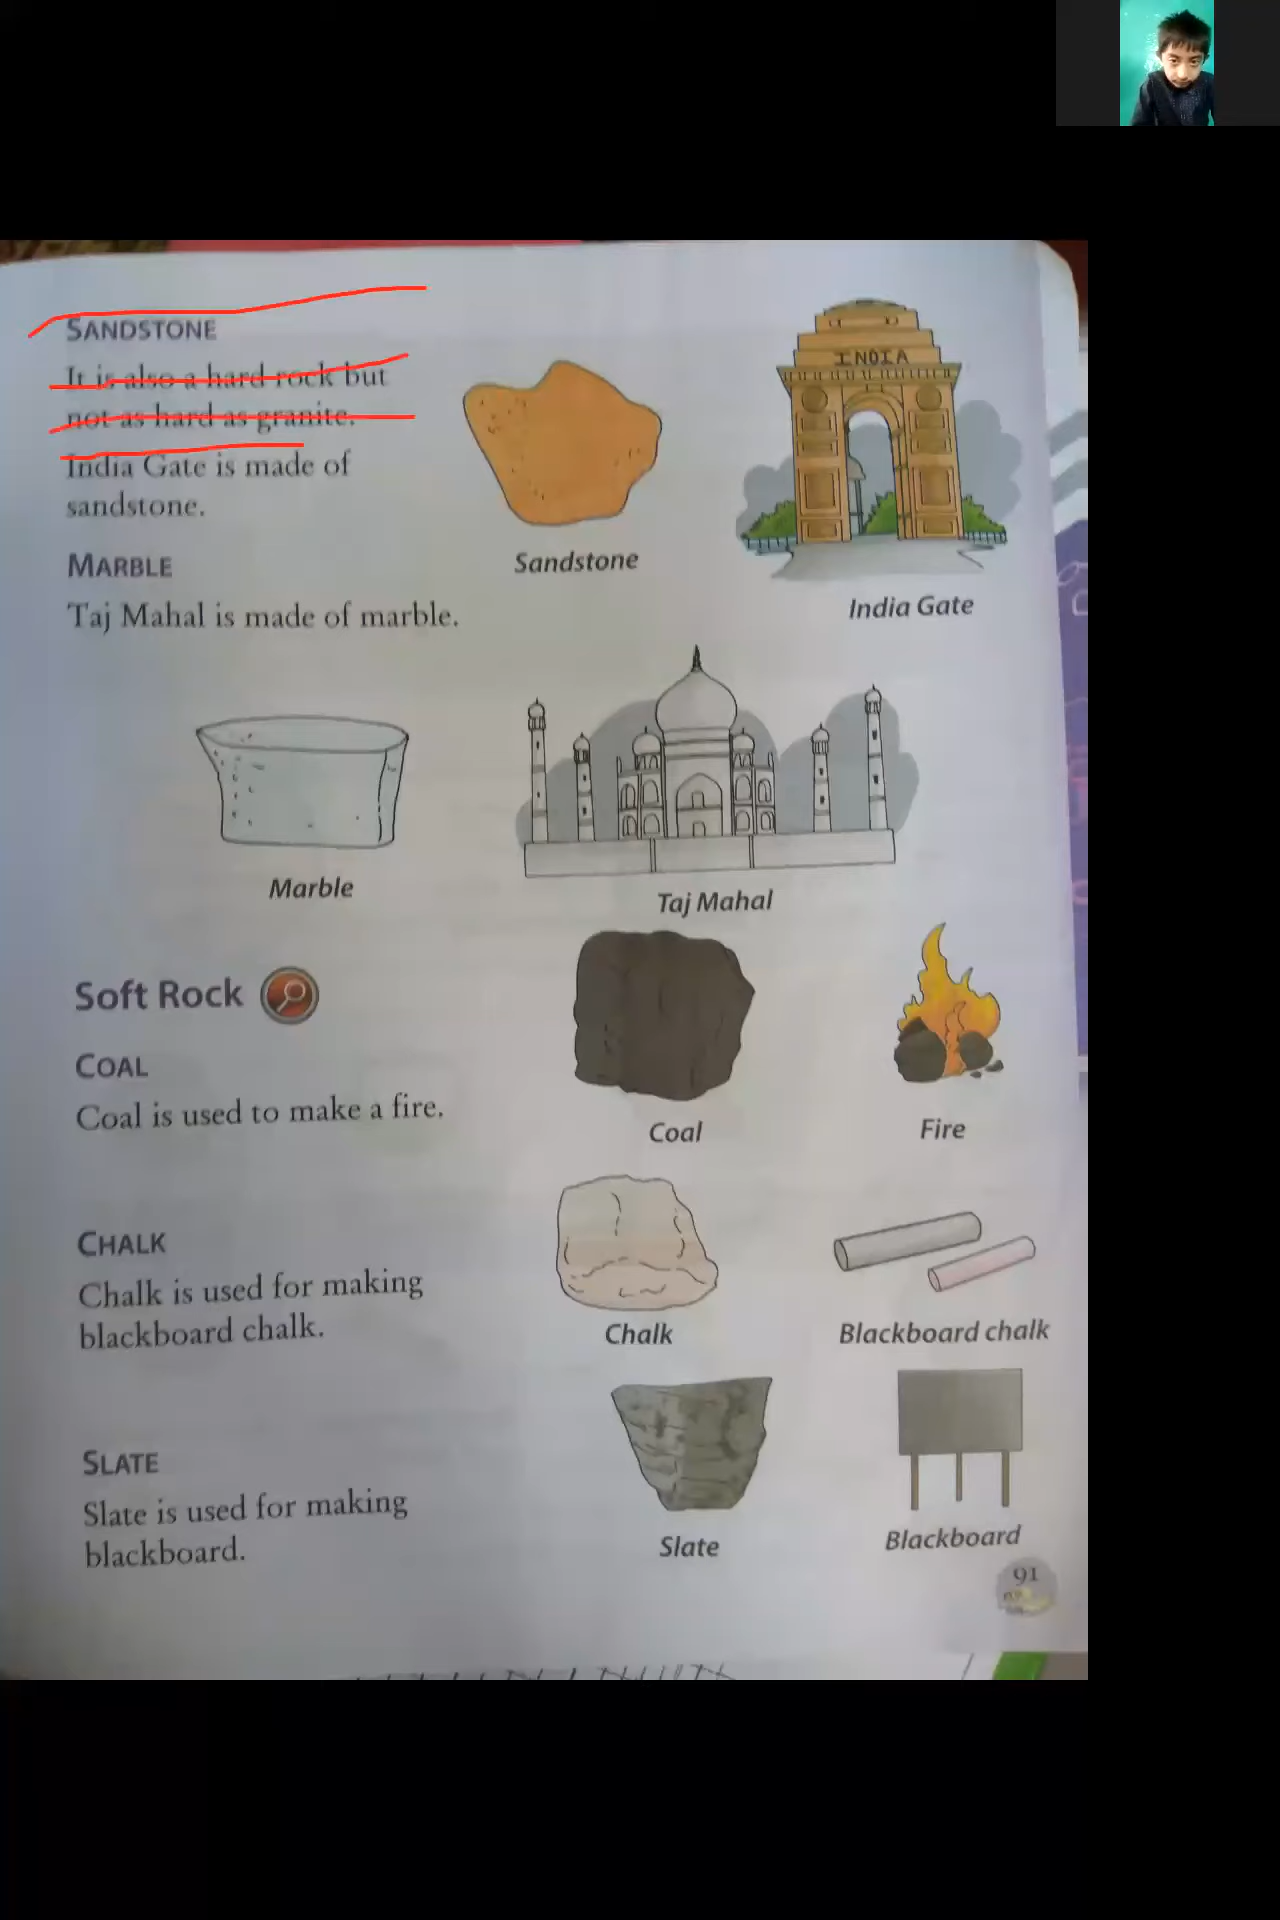 SANDSTONE
It is also a hard rock but
not as hard as granite.
India Gate is made of
sandstone.
INDIA
Sandstone
India Gate
MARBLE
Taj Mahal is made of marble.
Marble
Taj Mahal
Soft Rock
COAL
Coal is used to make a fire.
Coal
Fire
CHALK
Chalk is used for making
blackboard chalk.
Chalk
Blackboard chalk
SLATE
Slate is used for making
blackboard.
Slate
Blackboard
91